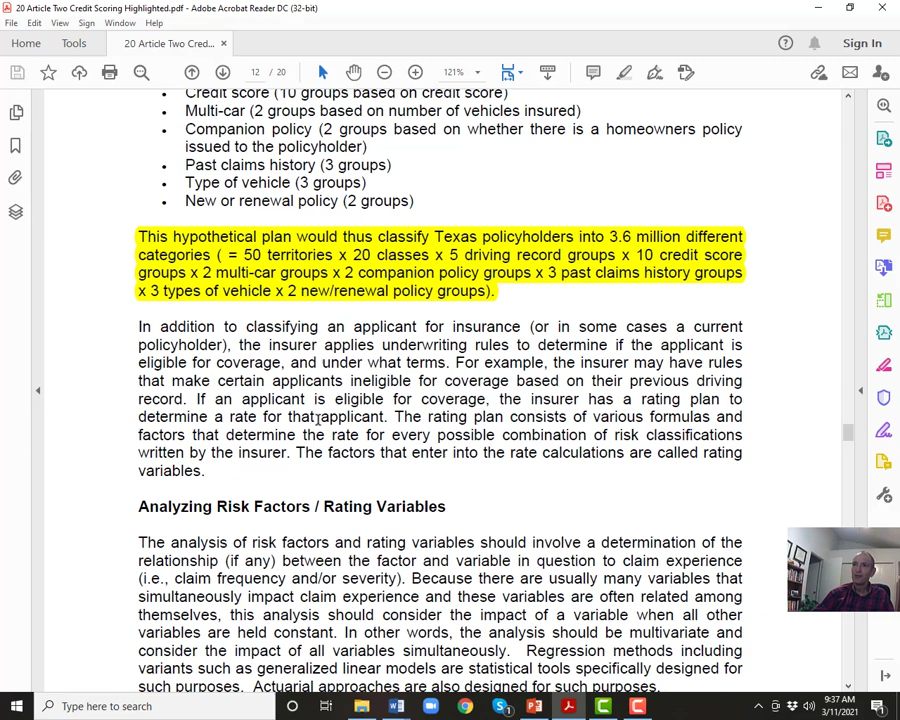 20 Article Two Credit Scoring Highlighted.pdf - Adobe Acrobat Reader DC (32-bit)
File Edit View Sign Window Help
Home Tools 20 Article Two Cred... × Sign In
12 / 20 121%
• Credit score (10 groups based on credit score)
• Multi-car (2 groups based on number of vehicles insured)
• Companion policy (2 groups based on whether there is a homeowners policy
issued to the policyholder)
• Past claims history (3 groups)
• Type of vehicle (3 groups)
• New or renewal policy (2 groups)
This hypothetical plan would thus classify Texas policyholders into 3.6 million different
categories ( = 50 territories x 20 classes x 5 driving record groups x 10 credit score
groups x 2 multi-car groups x 2 companion policy groups x 3 past claims history groups
x 3 types of vehicle x 2 new/renewal policy groups).
In addition to classifying an applicant for insurance (or in some cases a current
policyholder), the insurer applies underwriting rules to determine if the applicant is
eligible for coverage, and under what terms. For example, the insurer may have rules
that make certain applicants ineligible for coverage based on their previous driving
record. If an applicant is eligible for coverage, the insurer has a rating plan to
determine a rate for that applicant. The rating plan consists of various formulas and
factors that determine the rate for every possible combination of risk classifications
written by the insurer. The factors that enter into the rate calculations are called rating
variables.
Analyzing Risk Factors / Rating Variables
The analysis of risk factors and rating variables should involve a determination of the
relationship (if any) between the factor and variable in question to claim experience
(i.e., claim frequency and/or severity). Because there are usually many variables that
simultaneously impact claim experience and these variables are often related among
themselves, this analysis should consider the impact of a variable when all other
variables are held constant. In other words, the analysis should be multivariate and
consider the impact of all variables simultaneously. Regression methods including
variants such as generalized linear models are statistical tools specifically designed for
such purposes. Actuarial approaches are also designed for such purposes.
Type here to search
9:37 AM
3/11/2021